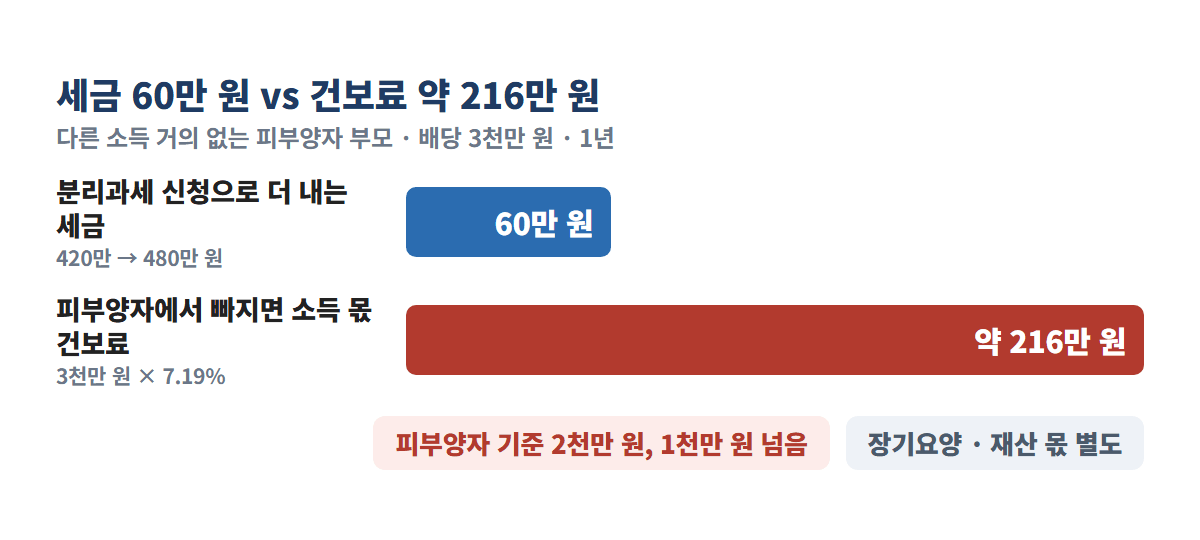 세금 60만 원 vs 건보료 약 216만 원
다른 소득 거의 없는 피부양자 부모 · 배당 3천만 원 · 1년
분리과세 신청으로 더 내는
세금
420만 → 480만 원
60만 원
피부양자에서 빠지면 소득 몫
건보료
3천만 원 × 7.19%
약 216만 원
피부양자 기준 2천만 원, 1천만 원 넘음
장기요양 · 재산 몫 별도